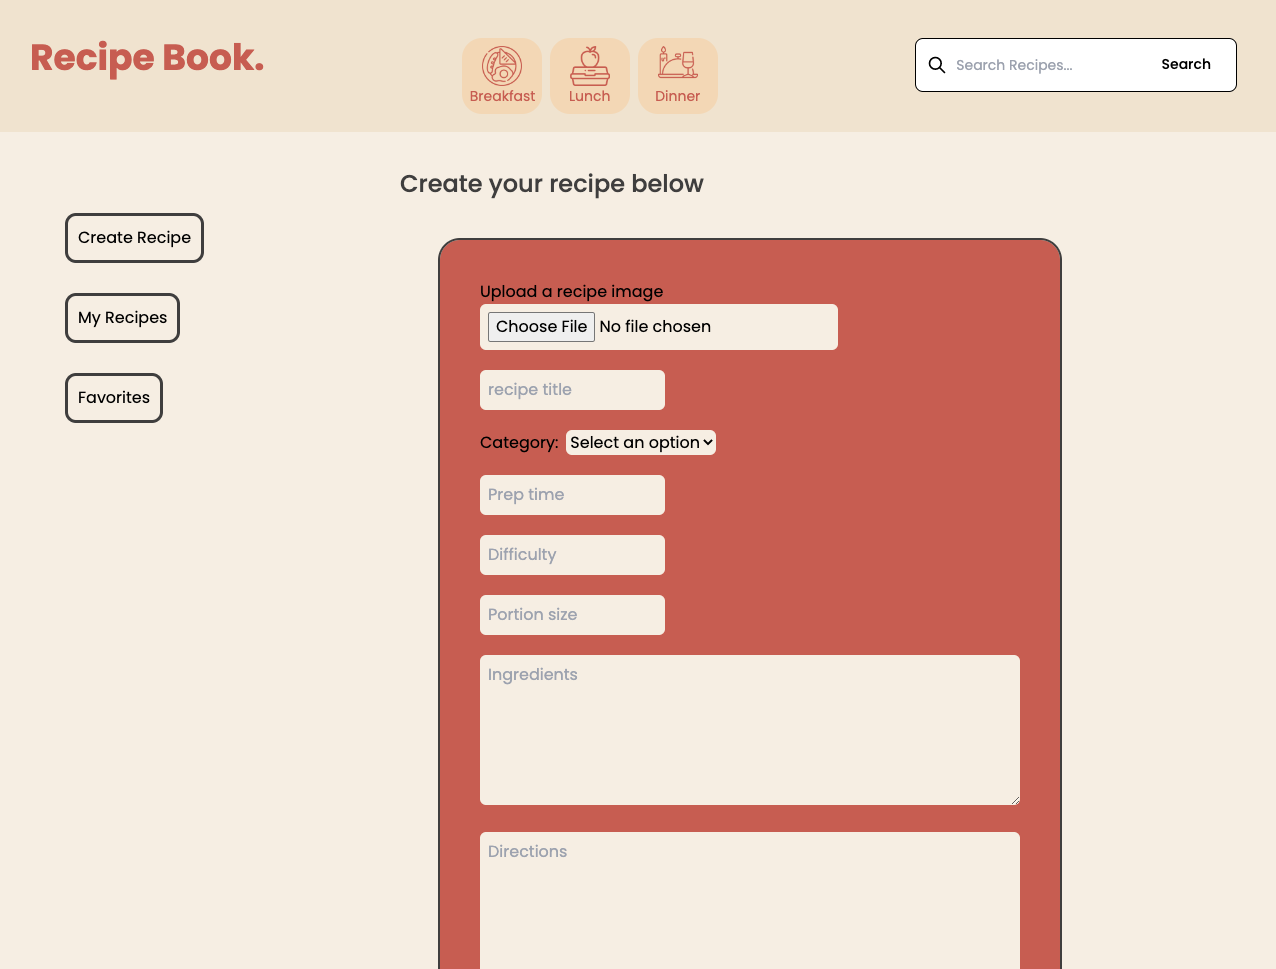 Recipe Book.
Breakfast
Lunch
Dinner
Search Recipes...
Search
Create your recipe below
Create Recipe
My Recipes
Favorites
Upload a recipe image
Choose File No file chosen
recipe title
Category: Select an option
Prep time
Difficulty
Portion size
Ingredients
Directions